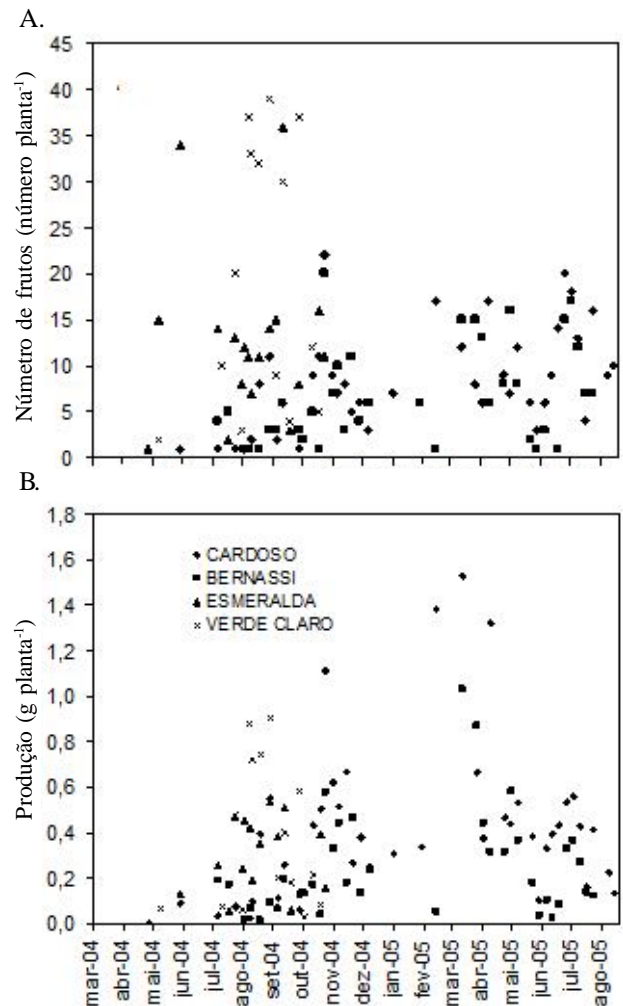 A.
Númetro de frutos (número planta⁻¹)
45
40
35
30
25
20
15
10
5
0
B.
Produção (g planta⁻¹)
1,8
1,6
1,4
1,2
1,0
0,8
0,6
0,4
0,2
0,0
CARDOSO
BERNASSI
ESMERALDA
VERDE CLARO
mar-04
abr-04
mai-04
jun-04
jul-04
ago-04
set-04
out-04
nov-04
dez-04
jan-05
fev-05
mar-05
abr-05
mai-05
jun-05
jul-05
ago-05